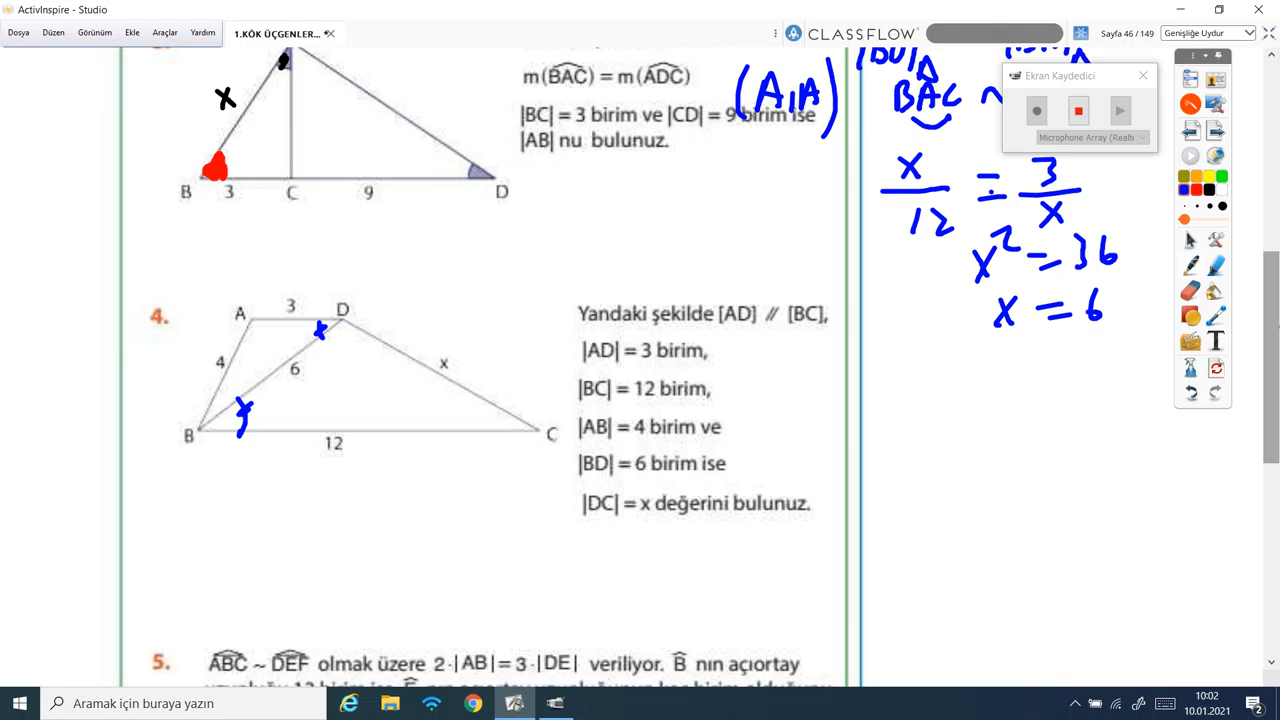 ActivInspire - Studio
Dosya Düzen Görünüm Ekle Araçlar Yardım
1.KÖK ÜÇGENLER...
CLASSFLOW
Sayfa 46 / 149
Genişliğe Uydur
Ekran Kaydedici
Microphone Array (Realte
m(BAC) = m(ADC)
|BC| = 3 birim ve |CD| = 9 birim ise
|AB| nu bulunuz.
x
B 3 C 9 D
(A,A)
BAC ~
x/12 = 3/x
x² = 36
x = 6
4.
A 3 D
4 6 x
B 12 C
x
x
Yandaki şekilde [AD] // [BC],
|AD| = 3 birim,
|BC| = 12 birim,
|AB| = 4 birim ve
|BD| = 6 birim ise
|DC| = x değerini bulunuz.
5. ABC ~ DEF olmak üzere 2·|AB| = 3·|DE| veriliyor. B nın açıortay
T
Aramak için buraya yazın
10:02
10.01.2021
2